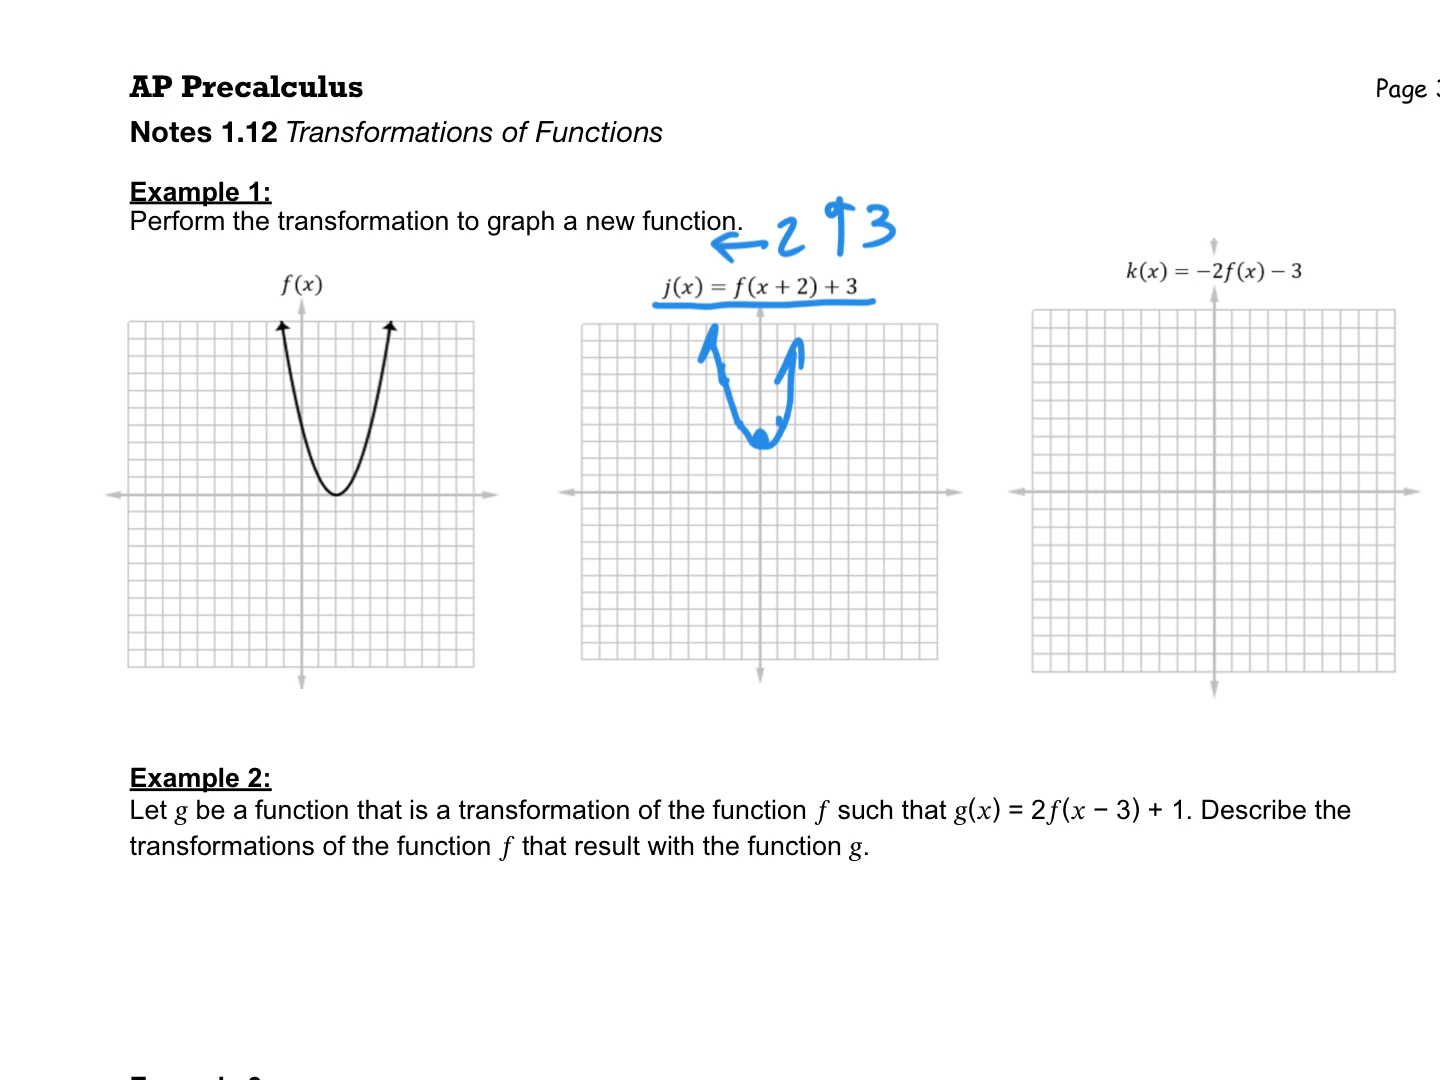 AP Precalculus
Page
Notes 1.12 Transformations of Functions
Example 1:
Perform the transformation to graph a new function.
←2 ↑3
f(x)
j(x) = f(x + 2) + 3
k(x) = −2f(x) − 3
Example 2:
Let g be a function that is a transformation of the function f such that g(x) = 2f(x − 3) + 1. Describe the
transformations of the function f that result with the function g.